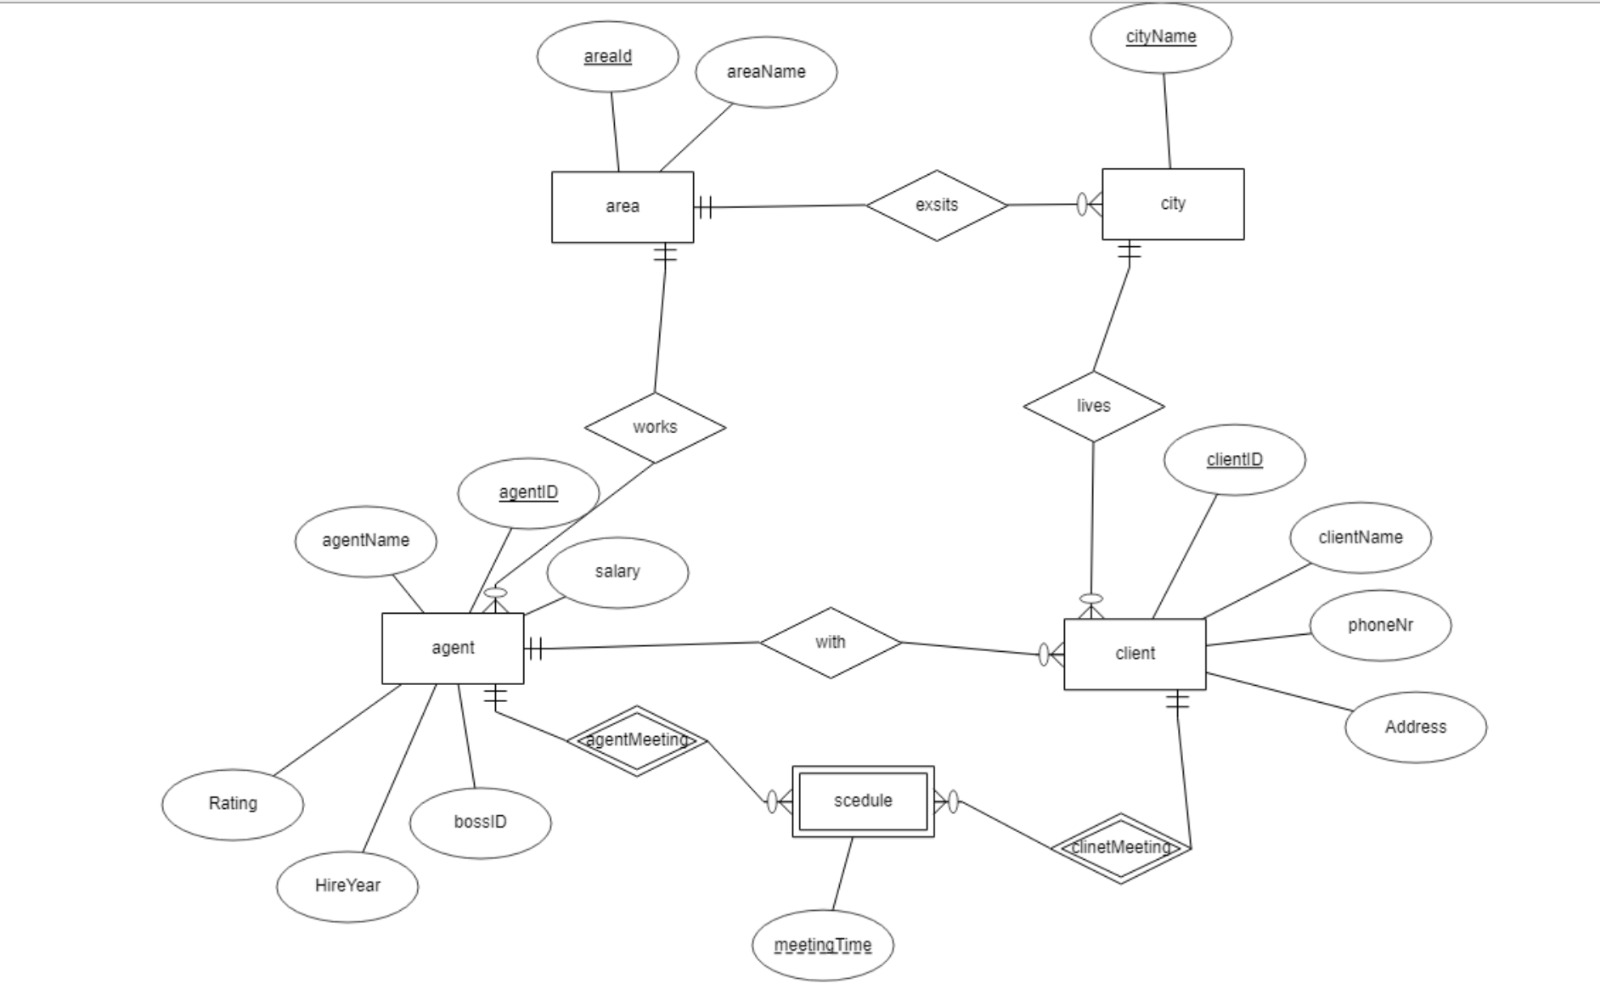 cityName
areaId
areaName
area
exsits
city
works
lives
clientID
agentID
agentName
clientName
salary
phoneNr
agent
with
client
Address
agentMeeting
Rating
bossID
scedule
clinetMeeting
HireYear
meetingTime